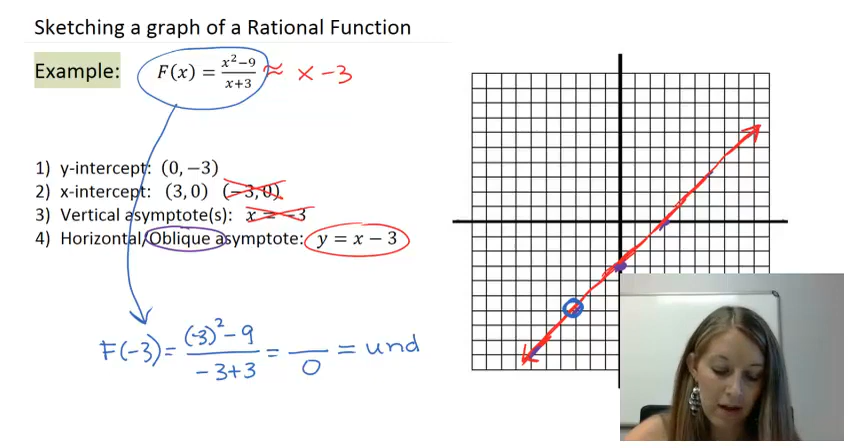 Sketching a graph of a Rational Function
Example: F(x) = x²−9 / x+3 ≈ x − 3
1) y-intercept: (0, −3)
2) x-intercept: (3, 0) (−3, 0)
3) Vertical asymptote(s): x = −3
4) Horizontal/Oblique asymptote: y = x − 3
F(-3) = (-3)² - 9 / -3+3 = / 0 = und